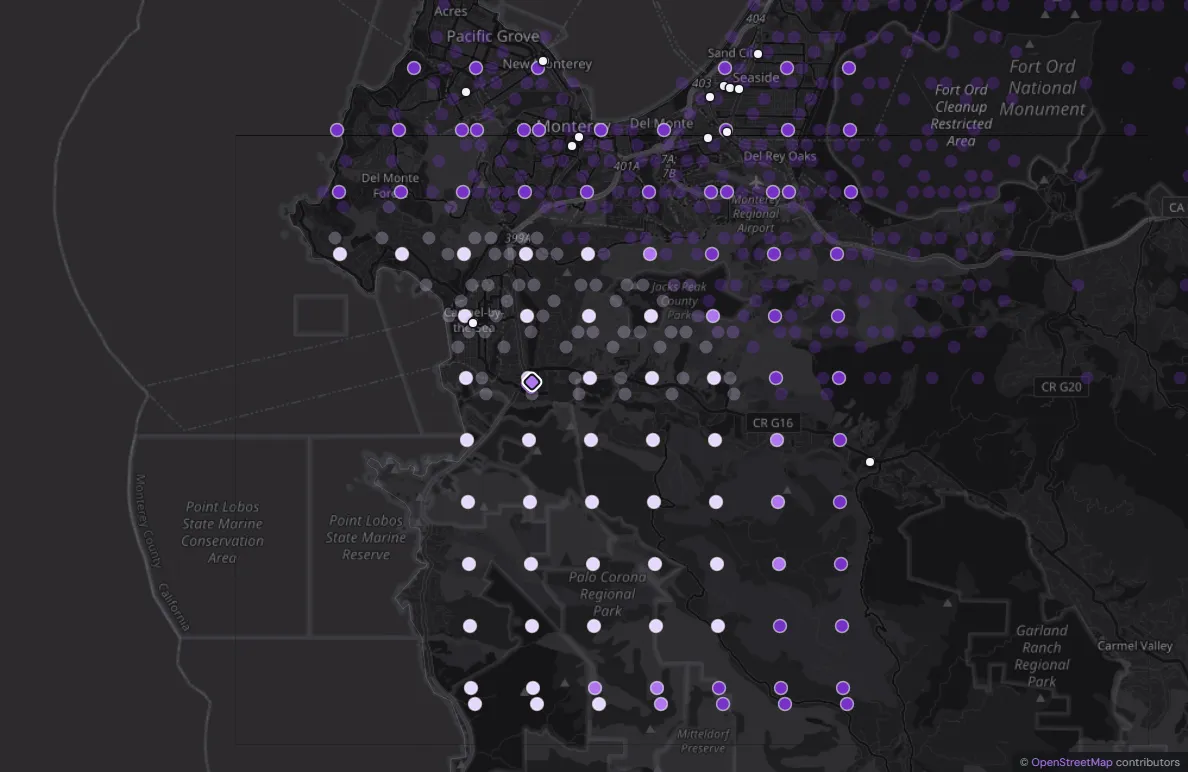 Acres
404
Pacific Grove
Sand City
New Monterey
Fort Ord
National
Monument
403
Seaside
Fort Ord
Cleanup
Restricted
Area
Monterey
Del Monte
Del Rey Oaks
401A
7A,
7B
Del Monte
Forest
Monterey
Regional
Airport
CA
399A
Jacks Peak
County
Park
Carmel-by-
the-Sea
CR G20
CR G16
Monterey County
California
Point Lobos
State Marine
Conservation
Area
Point Lobos
State Marine
Reserve
Palo Corona
Regional
Park
Garland
Ranch
Regional
Park
Carmel Valley
Mitteldorf
Preserve
© OpenStreetMap contributors